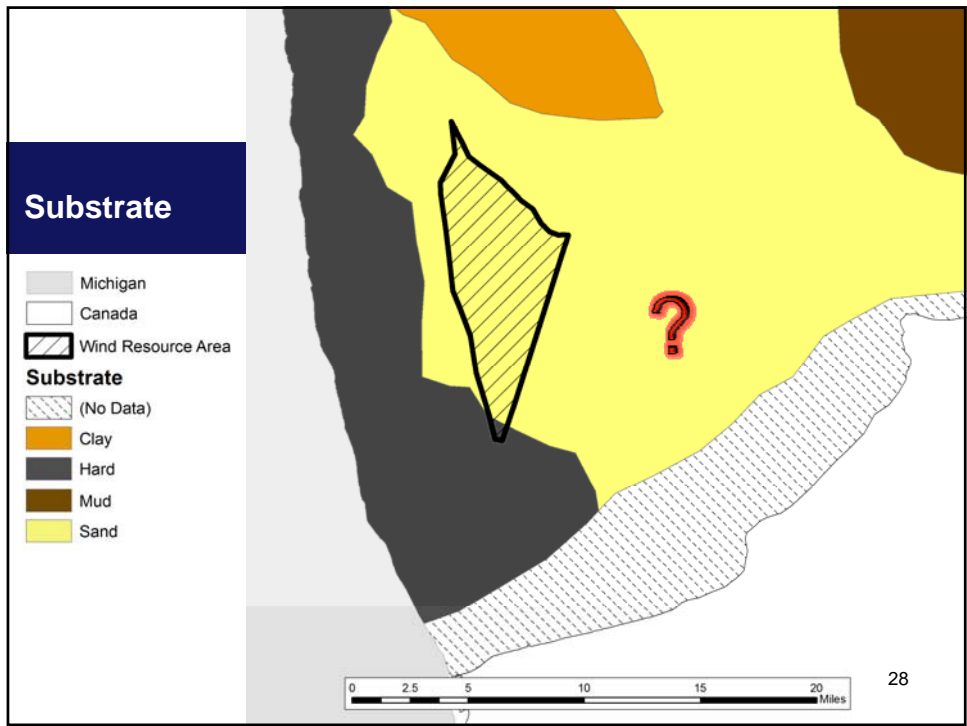 Substrate
Michigan
Canada
Wind Resource Area
Substrate
(No Data)
Clay
Hard
Mud
Sand
?
0 2.5 5 10 15 20
Miles
28